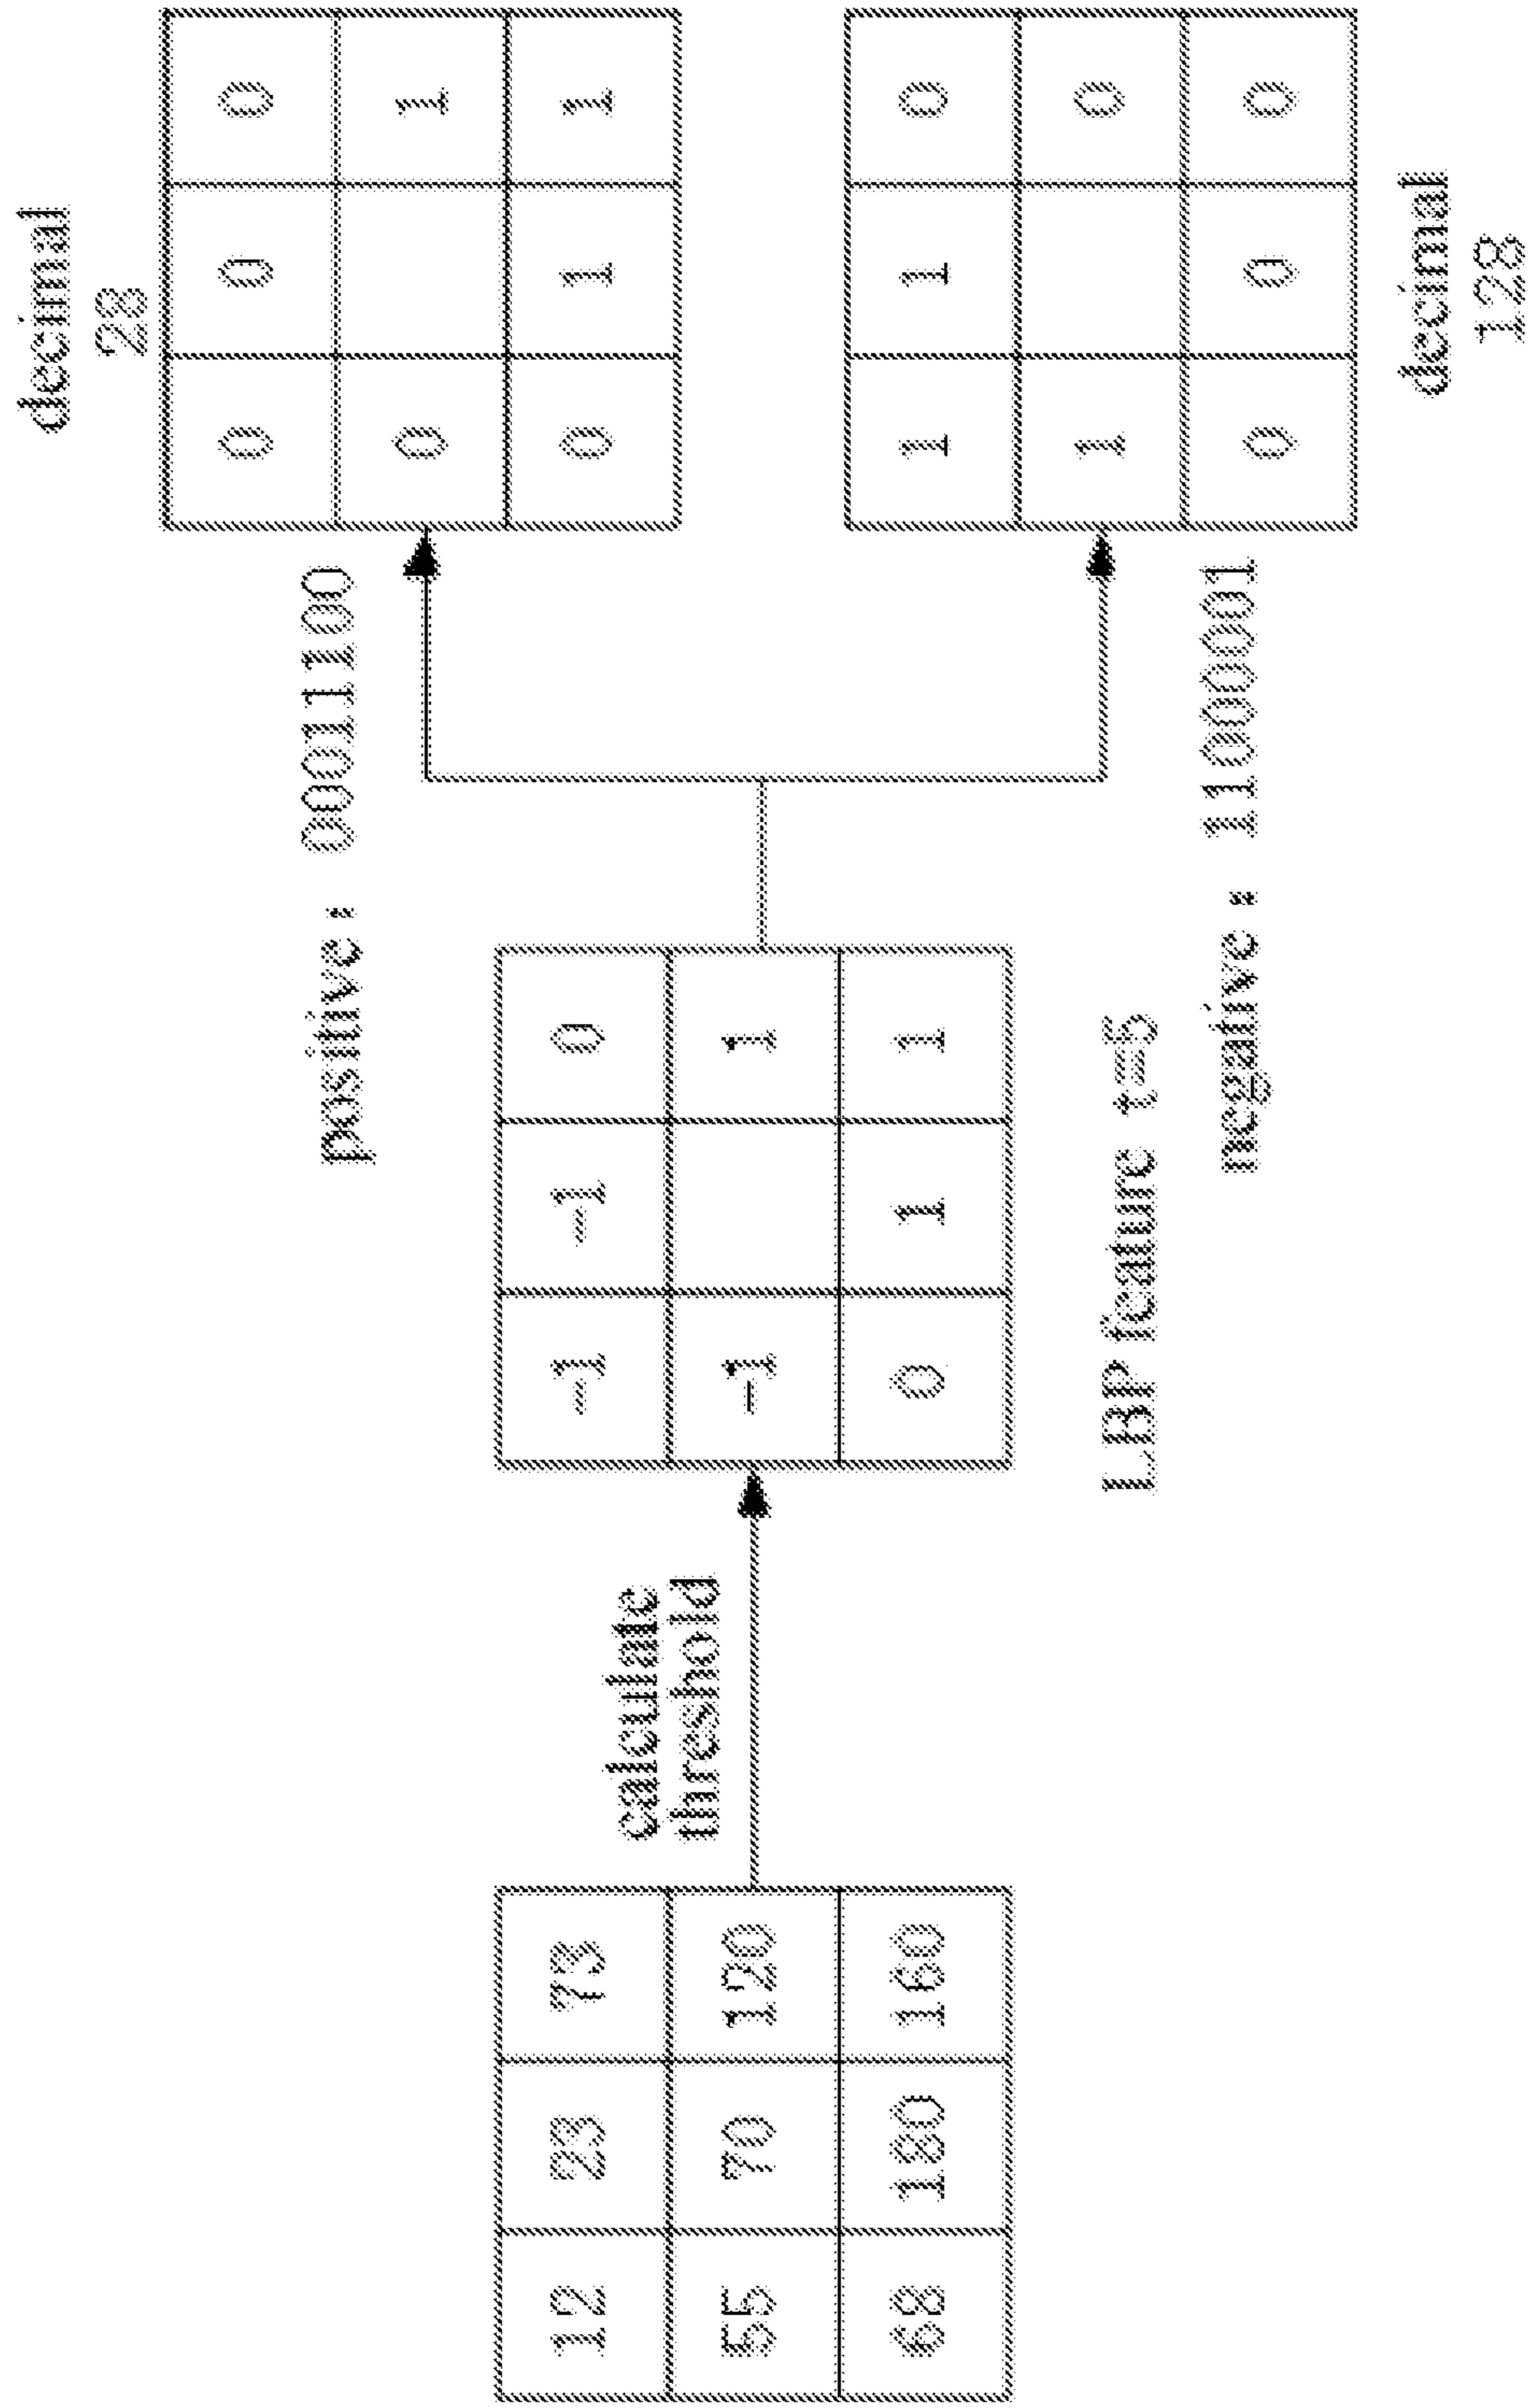 12 23 73
55 70 120
68 180 160
calculate
threshold
-1 -1 0
-1 1
0 1 1
LBP feature t=5
positive: 00011100
decimal
28
0 0 0
0 1
0 1 1
negative: 11000001
1 1 0
1 0
0 0 0
decimal
128